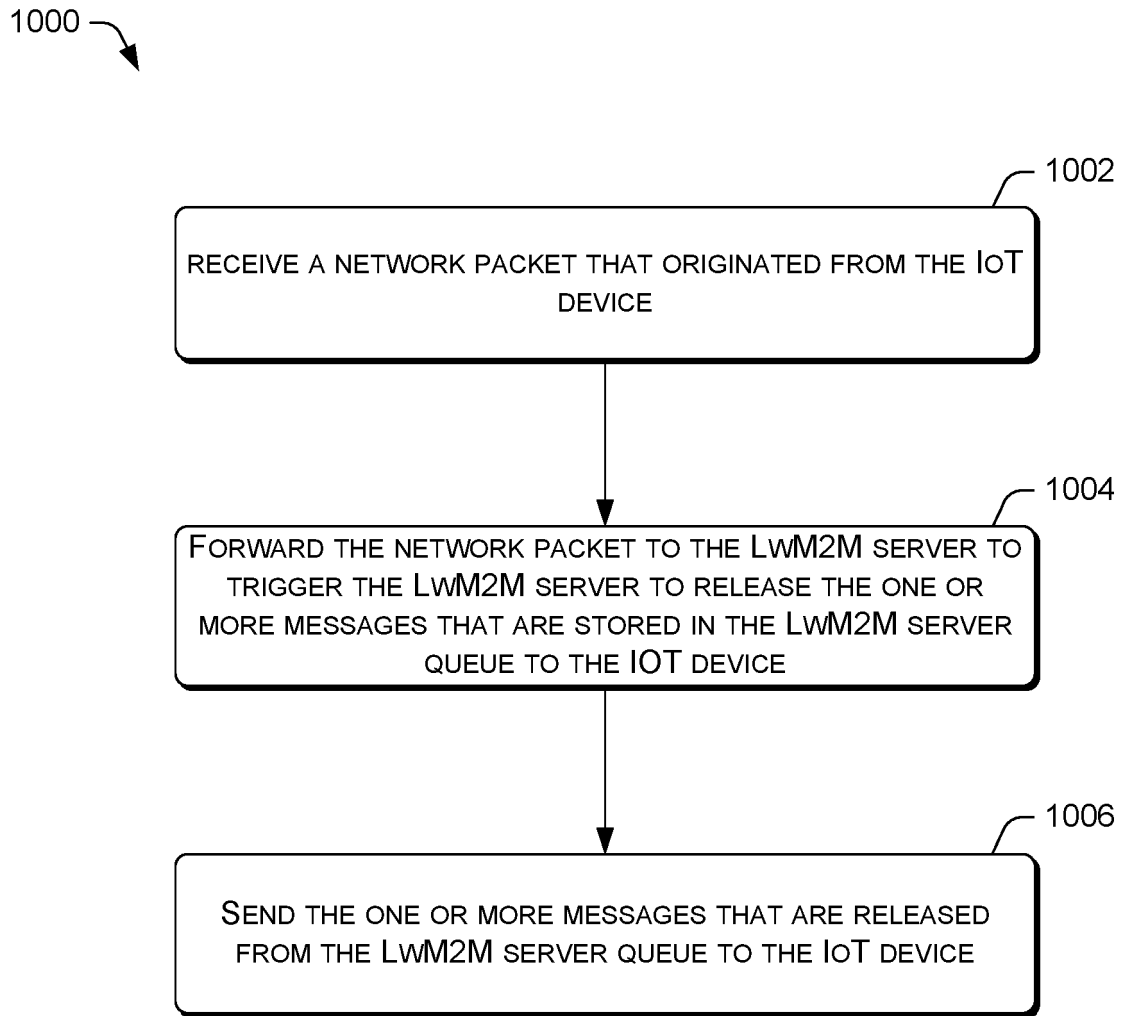 1000
1002
RECEIVE A NETWORK PACKET THAT ORIGINATED FROM THE IOT
DEVICE
1004
FORWARD THE NETWORK PACKET TO THE LWM2M SERVER TO
TRIGGER THE LWM2M SERVER TO RELEASE THE ONE OR
MORE MESSAGES THAT ARE STORED IN THE LWM2M SERVER
QUEUE TO THE IOT DEVICE
1006
SEND THE ONE OR MORE MESSAGES THAT ARE RELEASED
FROM THE LWM2M SERVER QUEUE TO THE IOT DEVICE